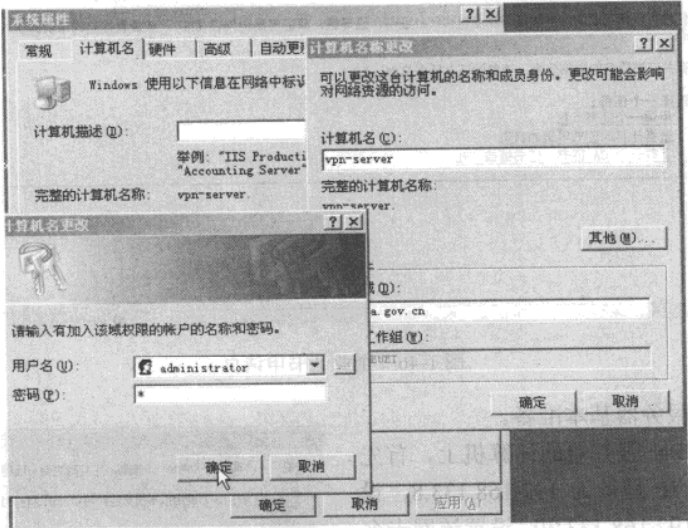 系统属性
常规 计算机名 硬件 高级 自动更
Windows 使用以下信息在网络中标识
计算机描述(D):
举例: "IIS Producti
"Accounting Server"
完整的计算机名称: vpn-server.
计算机名称更改
可以更改这台计算机的名称和成员身份。更改可能会影响
对网络资源的访问。
计算机名(C):
vpn-server
完整的计算机名称:
vpn-server.
其他(M)...
域(D):
a.gov.cn
工作组(W):
确定 取消
计算机名更改
请输入有加入该域权限的帐户的名称和密码。
用户名(U):
administrator
...
密码(P):
*
确定 取消
确定 取消 应用(A)